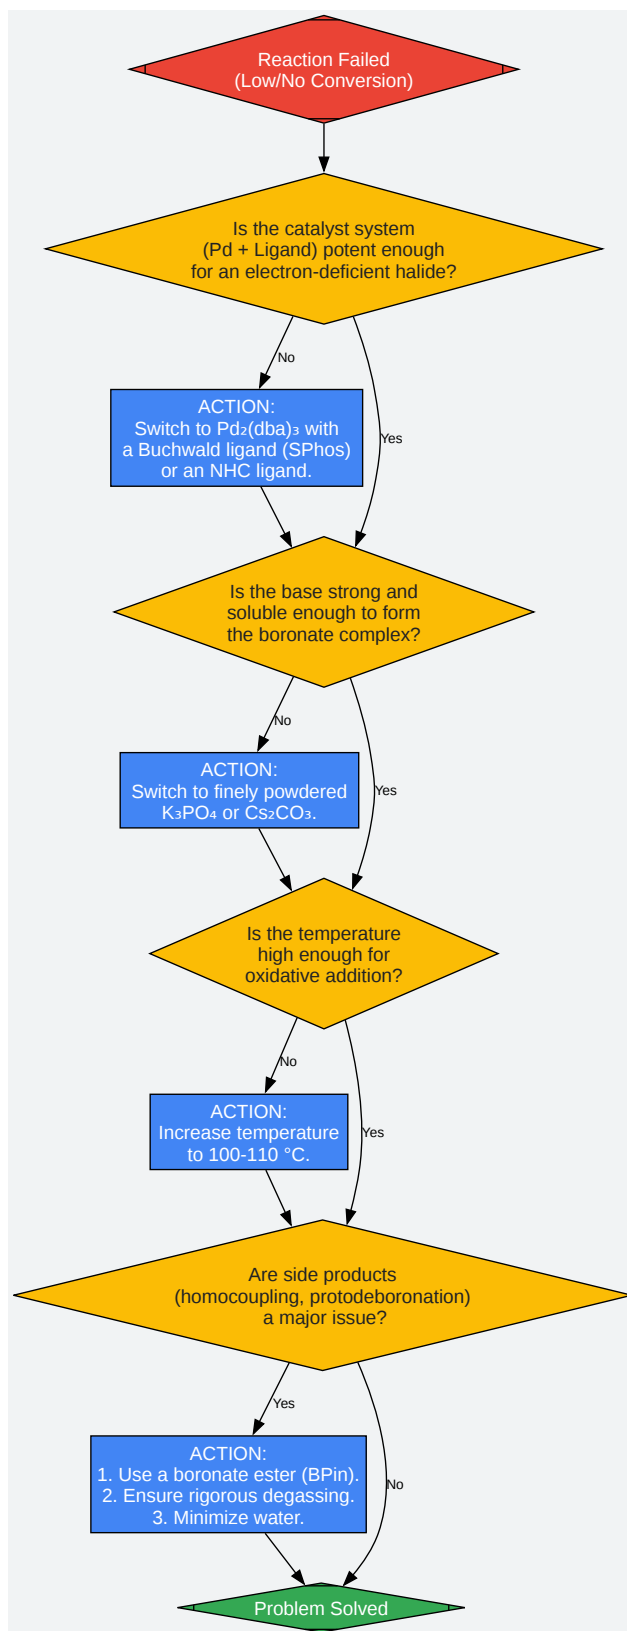 Reaction Failed
(Low/No Conversion)
Is the catalyst system
(Pd + Ligand) potent enough
for an electron-deficient halide?
No
Yes
ACTION:
Switch to Pd₂(dba)₃ with
a Buchwald ligand (SPhos)
or an NHC ligand.
Is the base strong and
soluble enough to form
the boronate complex?
No
Yes
ACTION:
Switch to finely powdered
K₃PO₄ or Cs₂CO₃.
Is the temperature
high enough for
oxidative addition?
No
Yes
ACTION:
Increase temperature
to 100-110 °C.
Are side products
(homocoupling, protodeboronation)
a major issue?
Yes
No
ACTION:
1. Use a boronate ester (BPin).
2. Ensure rigorous degassing.
3. Minimize water.
Problem Solved